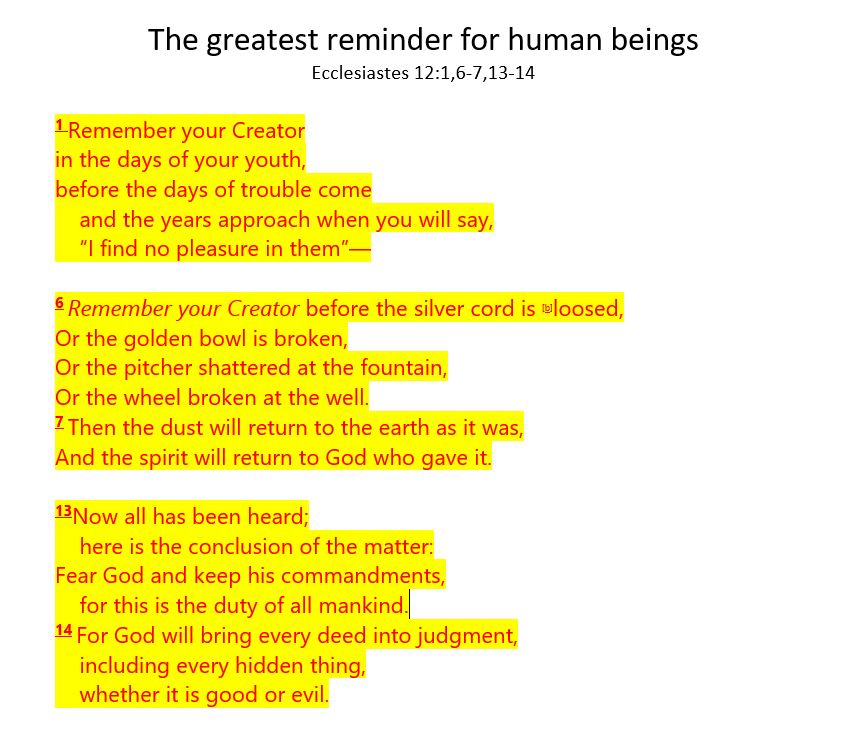 The greatest reminder for human beings
Ecclesiastes 12:1,6-7,13-14
1 Remember your Creator
in the days of your youth,
before the days of trouble come
and the years approach when you will say,
“I find no pleasure in them”—
6 Remember your Creator before the silver cord is [b]loosed,
Or the golden bowl is broken,
Or the pitcher shattered at the fountain,
Or the wheel broken at the well.
7 Then the dust will return to the earth as it was,
And the spirit will return to God who gave it.
13Now all has been heard;
here is the conclusion of the matter:
Fear God and keep his commandments,
for this is the duty of all mankind.
14 For God will bring every deed into judgment,
including every hidden thing,
whether it is good or evil.